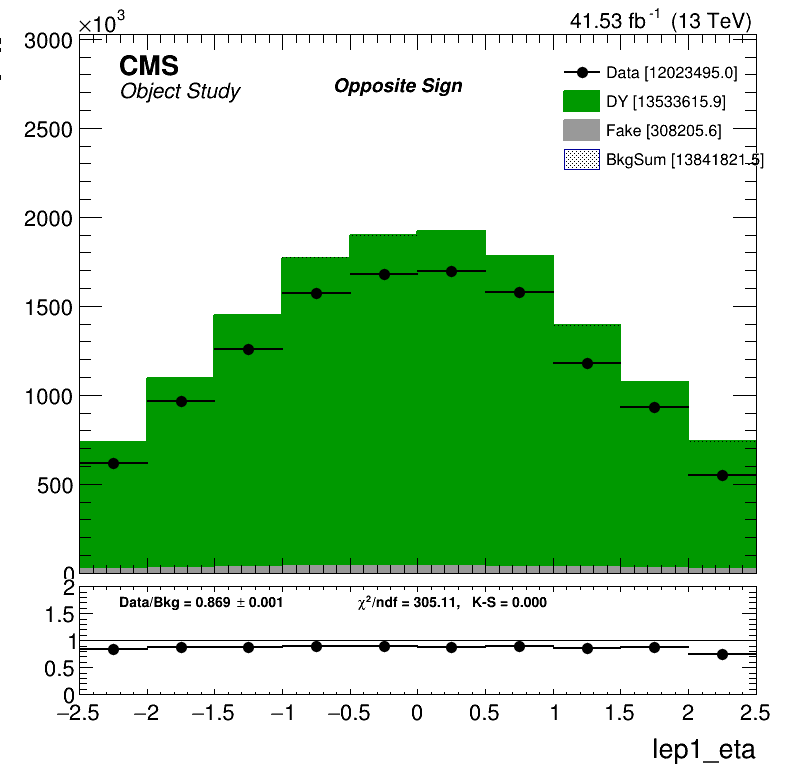 ×10³
41.53 fb⁻¹ (13 TeV)
CMS
Object Study
Opposite Sign
Data [12023495.0]
DY [13533615.9]
Fake [308205.6]
BkgSum [13841821.5]
3000
2500
2000
1500
1000
500
0
Data/Bkg = 0.869 ± 0.001
χ²/ndf = 305.11, K-S = 0.000
2
1.5
1
0.5
0
−2.5 −2 −1.5 −1 −0.5 0 0.5 1 1.5 2 2.5
lep1_eta